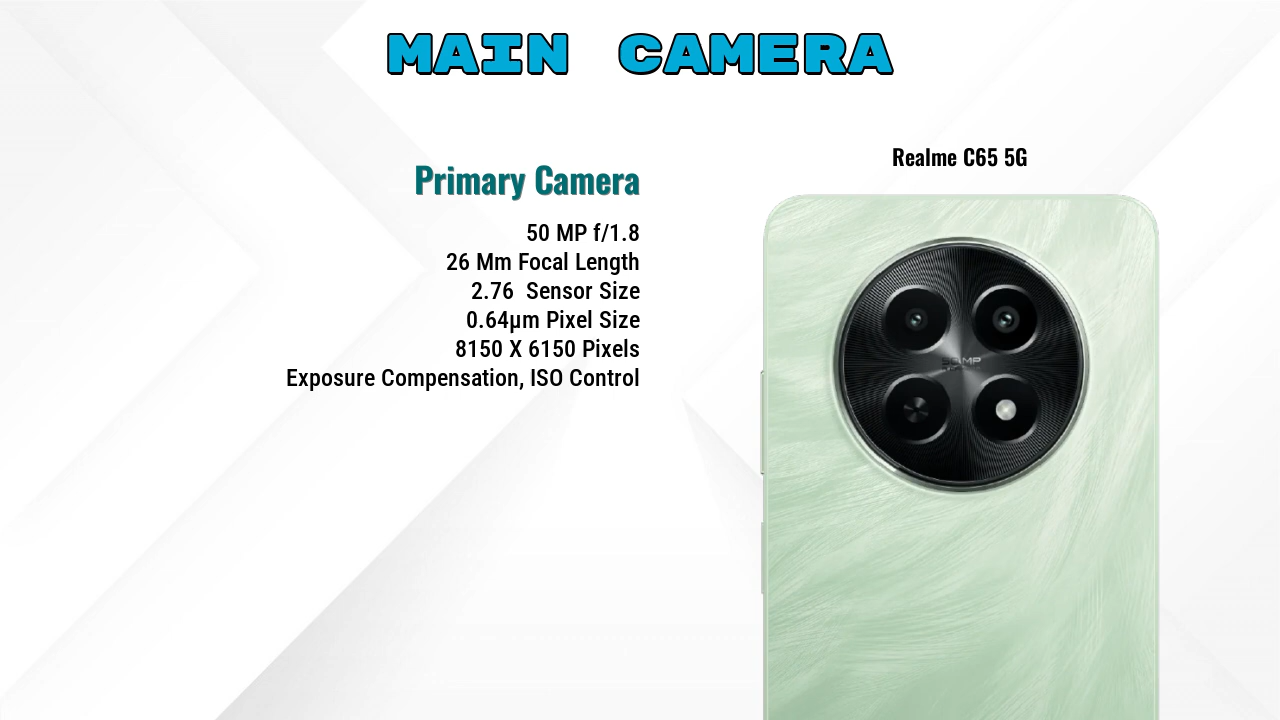 MAIN CAMERA
Realme C65 5G
Primary Camera
50 MP f/1.8
26 Mm Focal Length
2.76  Sensor Size
0.64µm Pixel Size
8150 X 6150 Pixels
Exposure Compensation, ISO Control